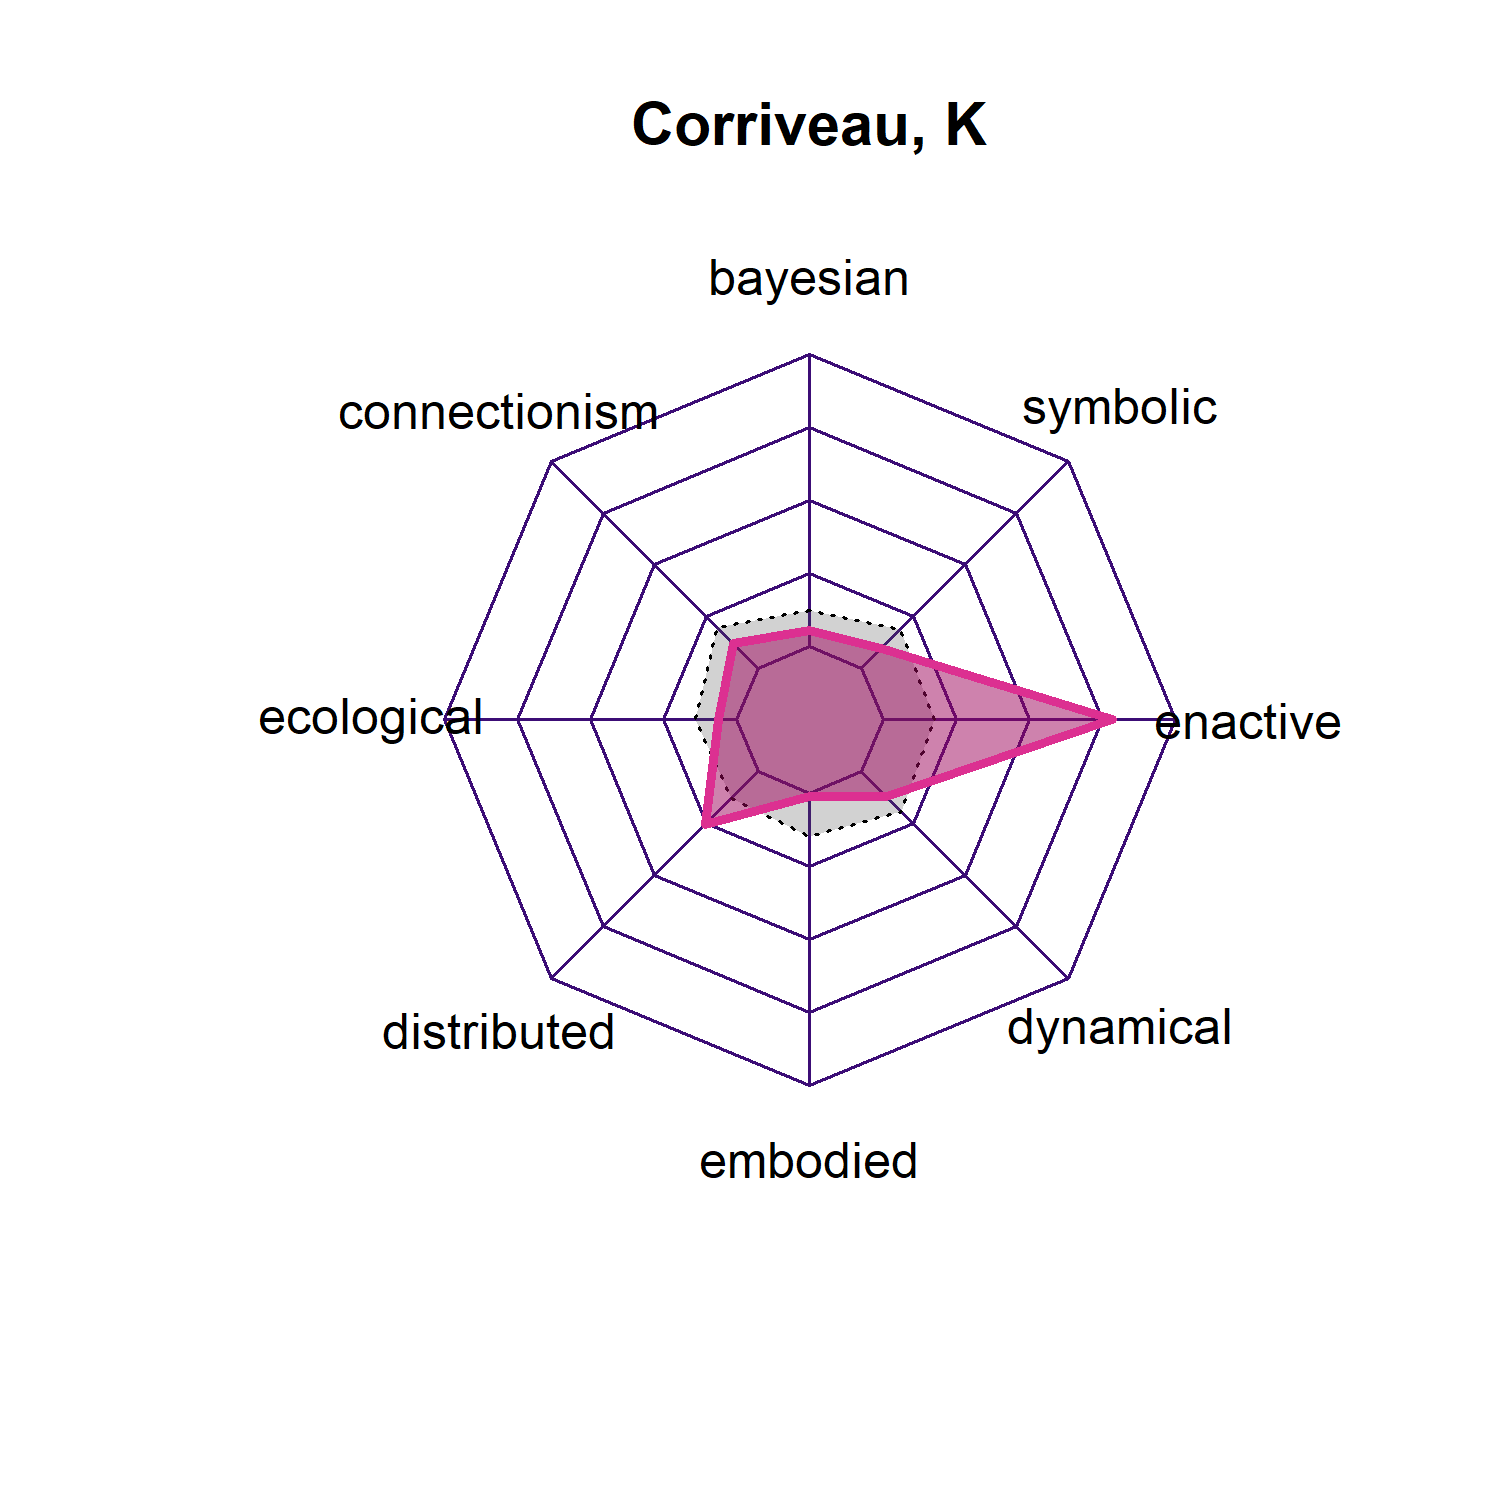 Corriveau, K
bayesian
symbolic
connectionism
ecological
enactive
distributed
dynamical
embodied